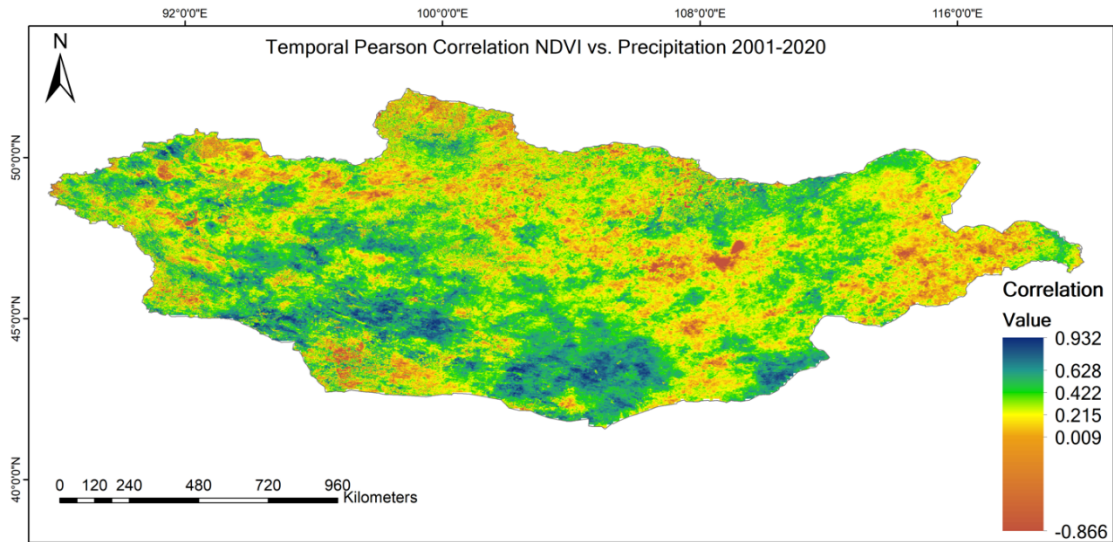 92°0'0"E 100°0'0"E 108°0'0"E 116°0'0"E
N
Temporal Pearson Correlation NDVI vs. Precipitation 2001-2020
50°0'0"N
45°0'0"N
40°0'0"N
Correlation
Value
0.932
0.628
0.422
0.215
0.009
-0.866
0 120 240 480 720 960
Kilometers